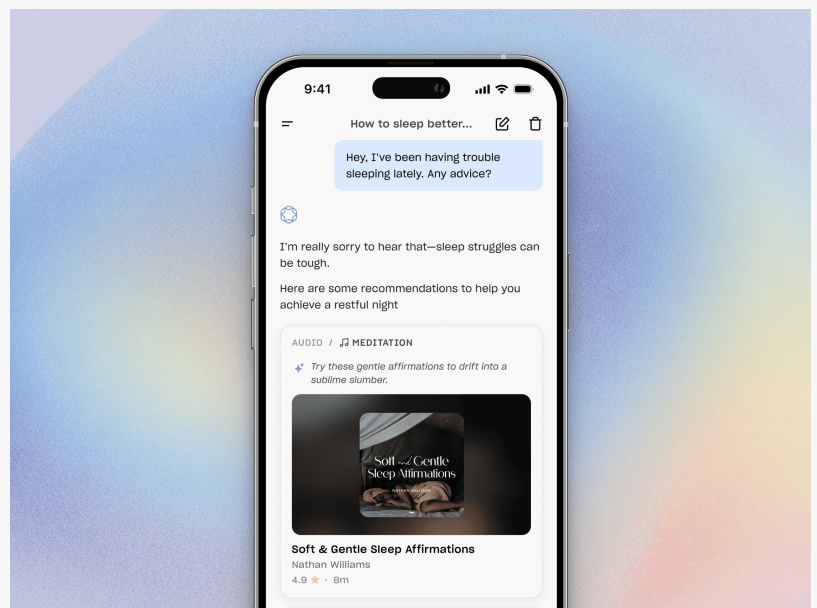 9:41
How to sleep better...
Hey, I've been having trouble
sleeping lately. Any advice?
I'm really sorry to hear that—sleep struggles can
be tough.
Here are some recommendations to help you
achieve a restful night
AUDIO / MEDITATION
Try these gentle affirmations to drift into a
sublime slumber.
Soft and Gentle
Sleep Affirmations
NATHAN WILLIAMS
Soft & Gentle Sleep Affirmations
Nathan Williams
4.9 ★ · 8m